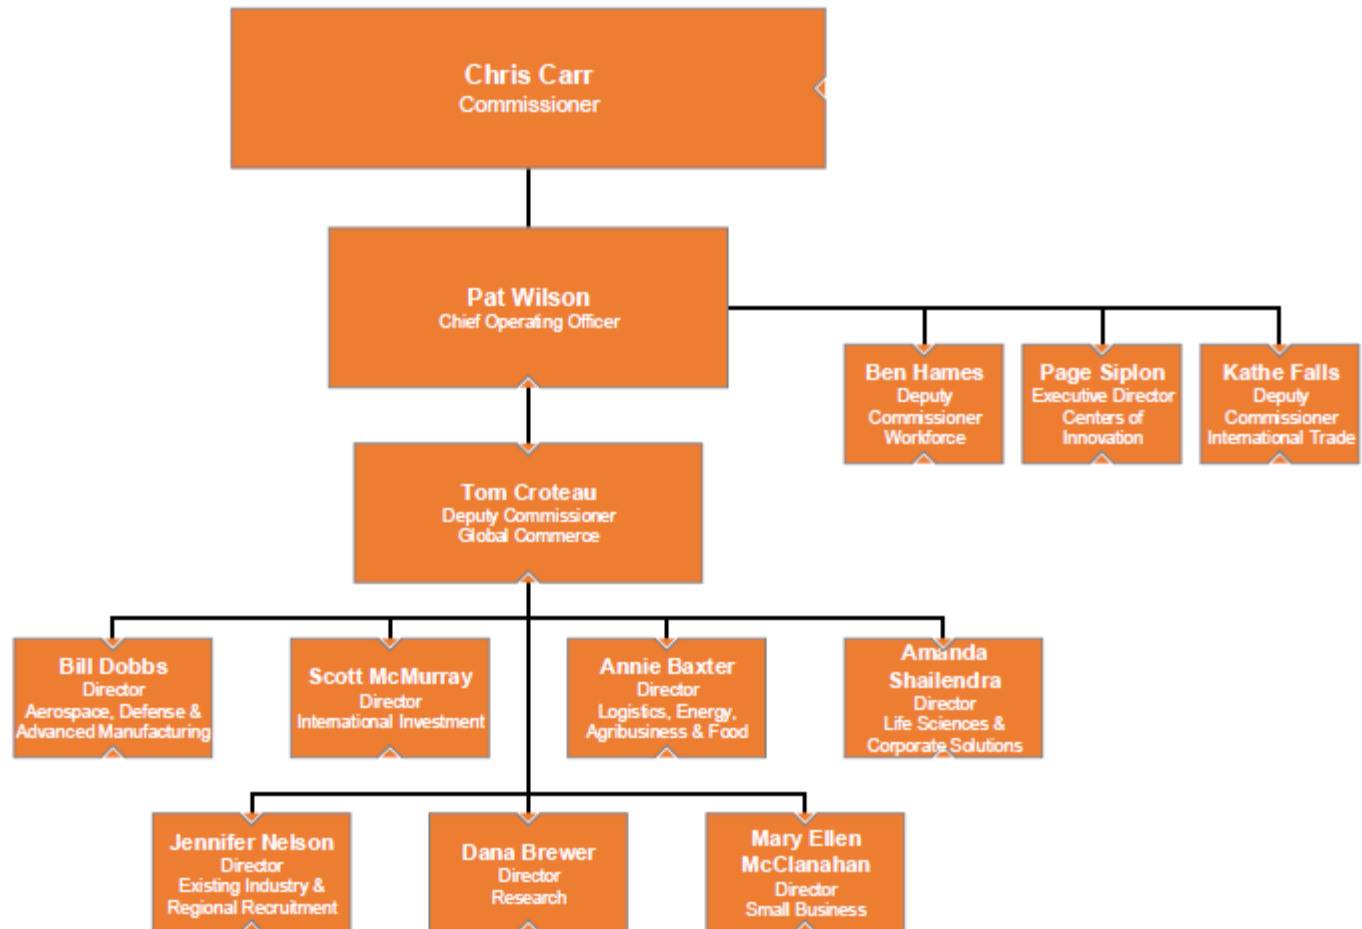 Chris Carr
Commissioner
Pat Wilson
Chief Operating Officer
Ben Hames
Deputy
Commissioner
Workforce
Page Siplon
Executive Director
Centers of
Innovation
Kathe Falls
Deputy
Commissioner
International Trade
Tom Croteau
Deputy Commissioner
Global Commerce
Bill Dobbs
Director
Aerospace, Defense &
Advanced Manufacturing
Scott McMurray
Director
International Investment
Annie Baxter
Director
Logistics, Energy,
Agribusiness & Food
Amanda
Shailendra
Director
Life Sciences &
Corporate Solutions
Jennifer Nelson
Director
Existing Industry &
Regional Recruitment
Dana Brewer
Director
Research
Mary Ellen
McClanahan
Director
Small Business